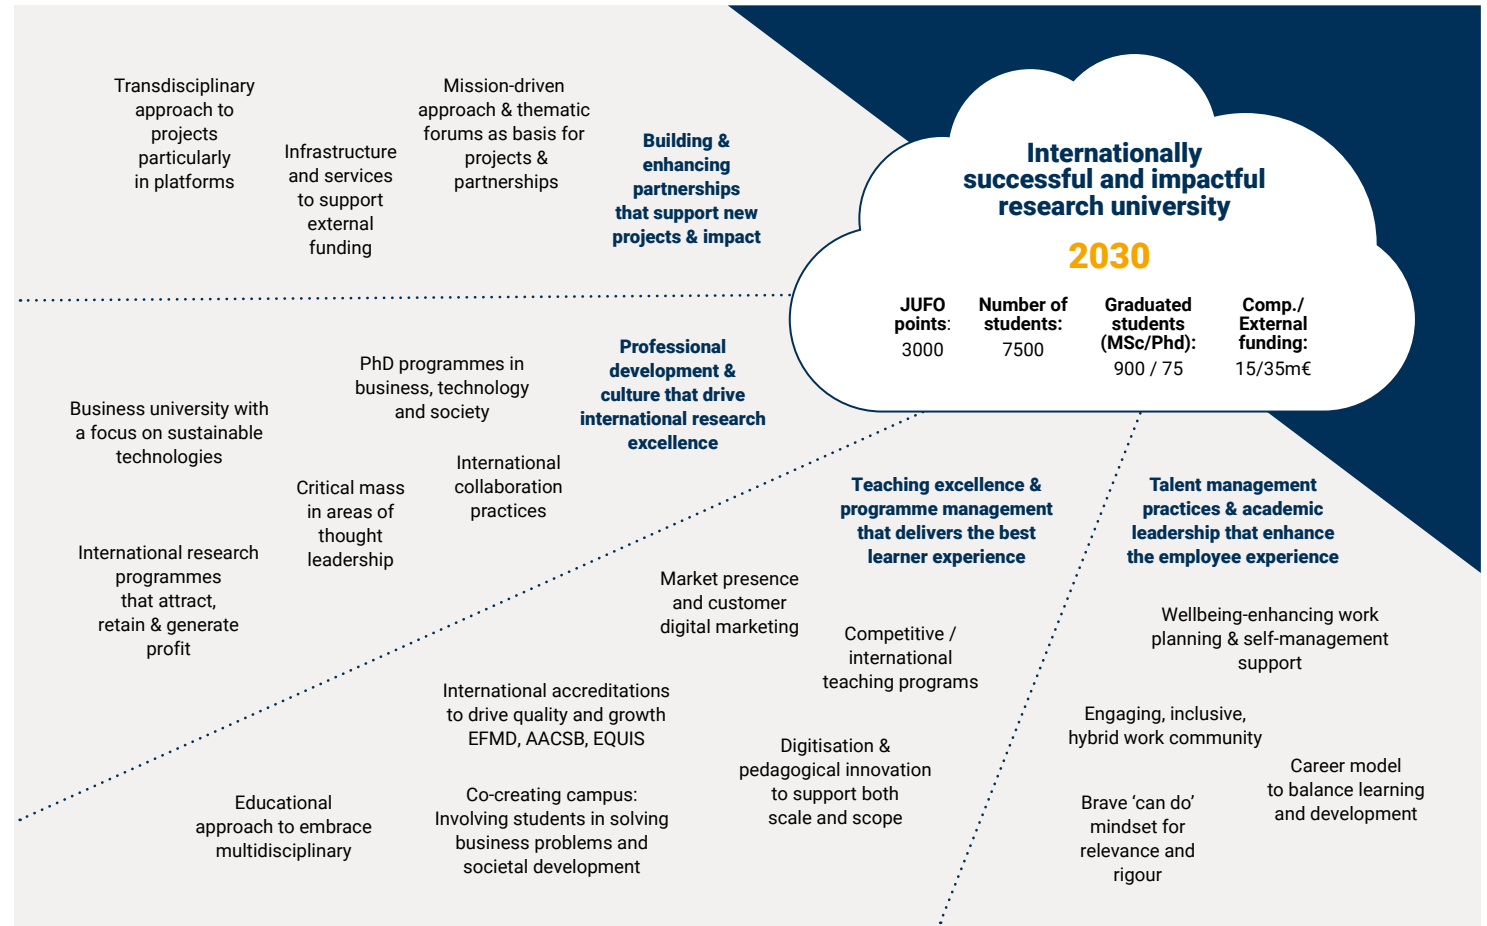 Transdisciplinary
approach to
projects
particularly
in platforms
Infrastructure
and services
to support
external
funding
Mission-driven
approach & thematic
forums as basis for
projects &
partnerships
Building &
enhancing
partnerships
that support new
projects & impact
Internationally
successful and impactful
research university
2030
JUFO
points:
3000
Number of
students:
7500
Graduated
students
(MSc/Phd):
900 / 75
Comp./
External
funding:
15/35m€
Professional
development &
culture that drive
international research
excellence
PhD programmes in
business, technology
and society
Business university with
a focus on sustainable
technologies
International
collaboration
practices
Critical mass
in areas of
thought
leadership
International research
programmes
that attract,
retain & generate
profit
Teaching excellence &
programme management
that delivers the best
learner experience
Market presence
and customer
digital marketing
Competitive /
international
teaching programs
International accreditations
to drive quality and growth
EFMD, AACSB, EQUIS
Digitisation &
pedagogical innovation
to support both
scale and scope
Educational
approach to embrace
multidisciplinary
Co-creating campus:
Involving students in solving
business problems and
societal development
Talent management
practices & academic
leadership that enhance
the employee experience
Wellbeing-enhancing work
planning & self-management
support
Engaging, inclusive,
hybrid work community
Career model
to balance learning
and development
Brave ‘can do’
mindset for
relevance and
rigour